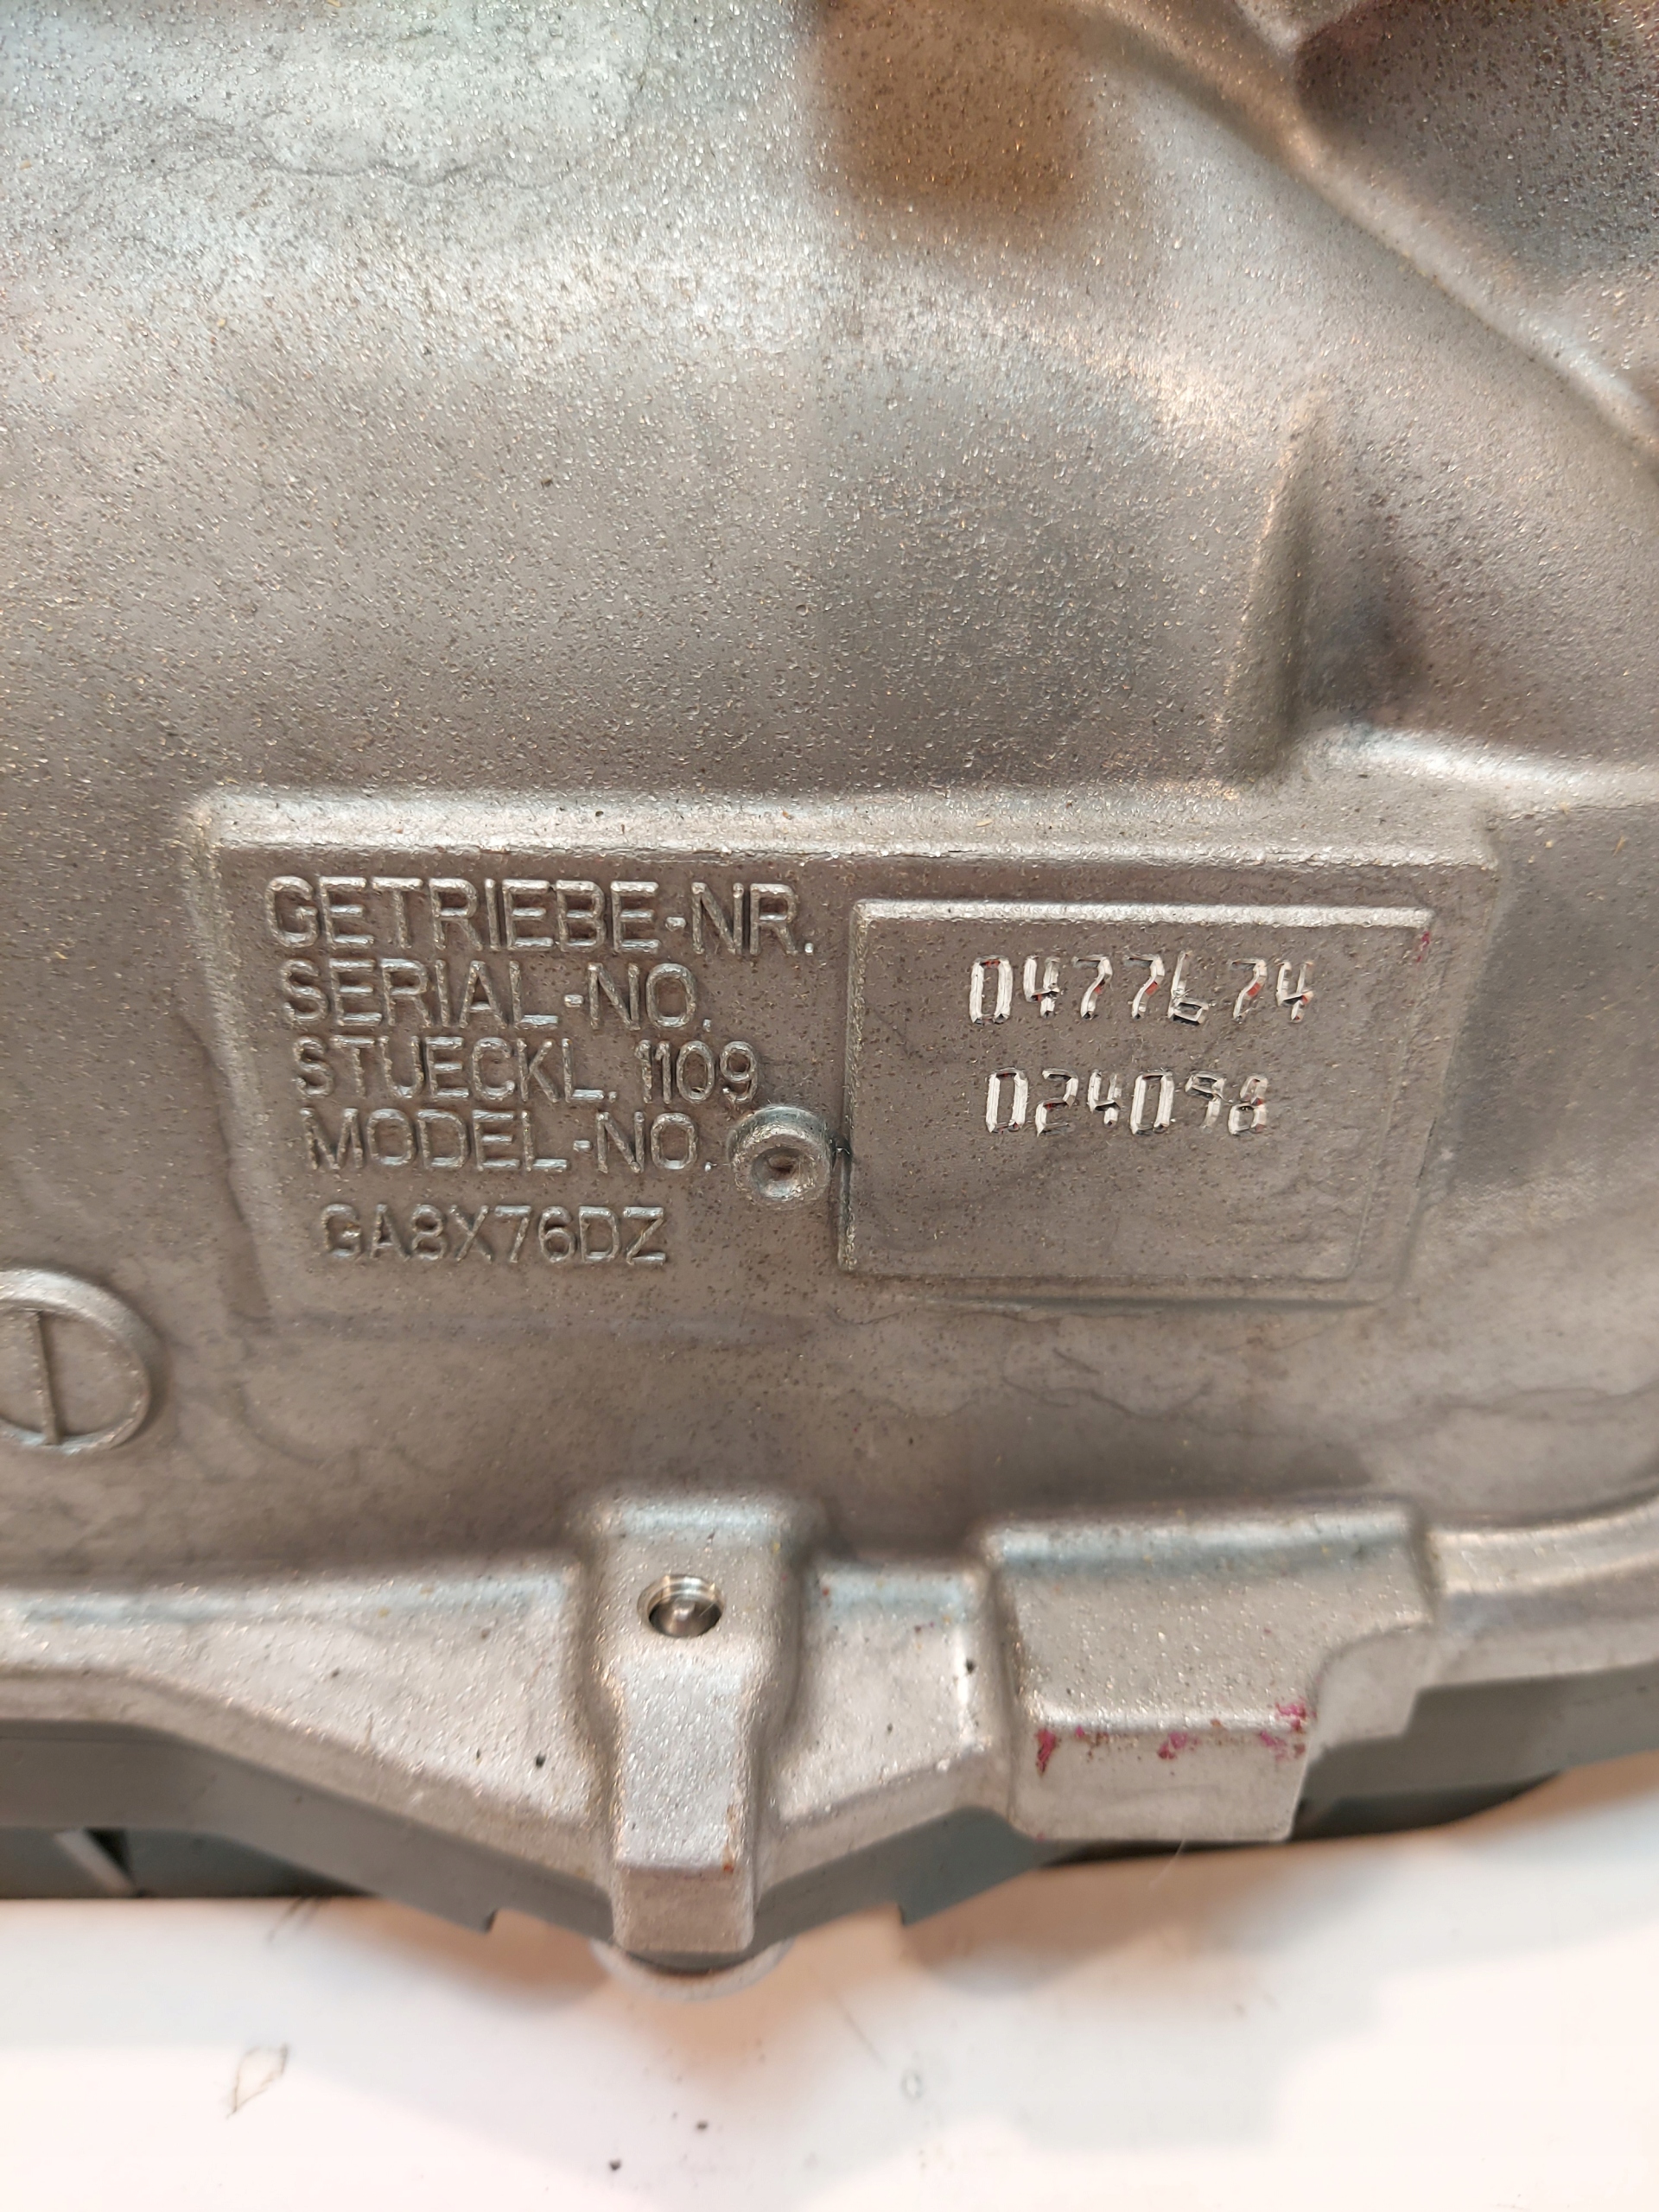 GETRIEBE-NR.
SERIAL-NO.
STUECKL. 1109
MODEL-NO.
GA8X76DZ
0477674
024098